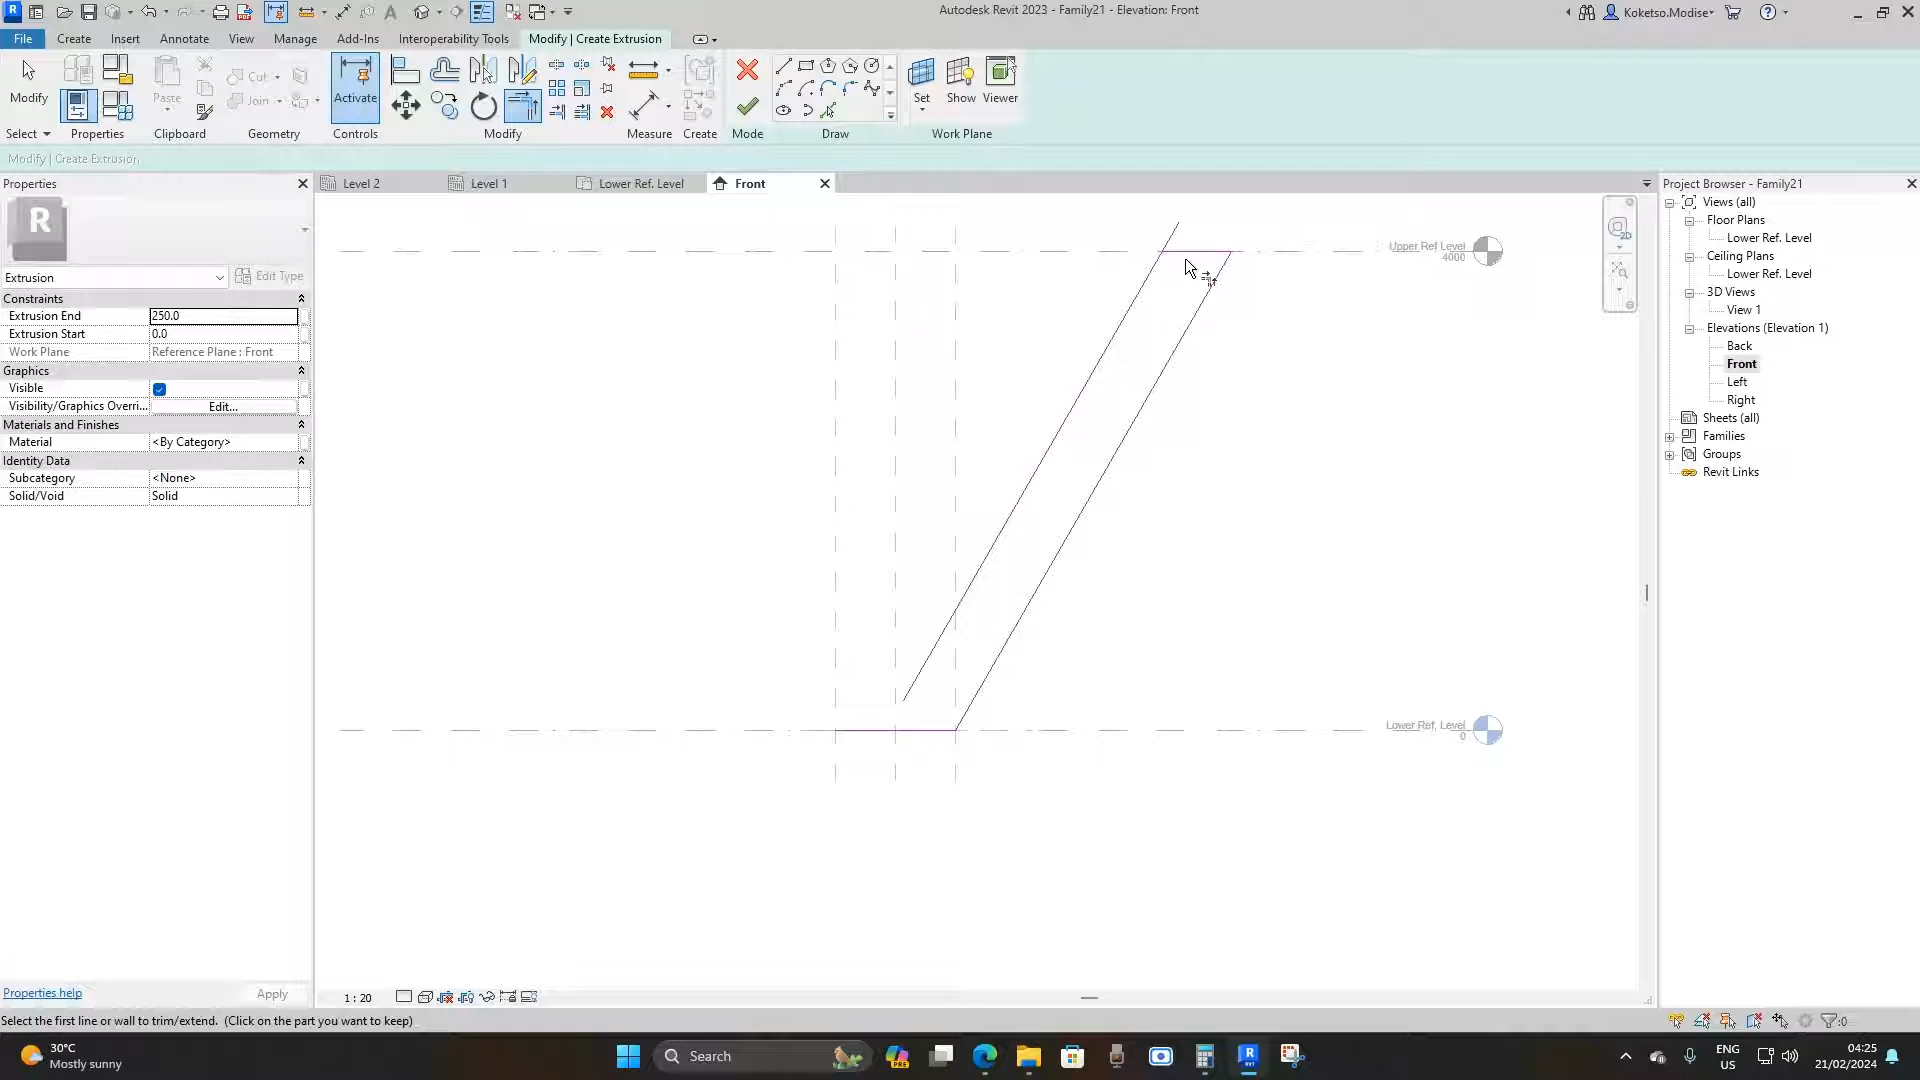 Autodesk Revit 2023 - Family21 - Elevation: Front
Koketso.Modise
File Create Insert Annotate View Manage Add-Ins Interoperability Tools Modify | Create Extrusion
Modify Paste Cut Join Activate Set Show Viewer
Select Properties Clipboard Geometry Controls Modify Measure Create Mode Draw Work Plane
Modify | Create Extrusion
Properties
R
Extrusion Edit Type
Constraints
Extrusion End 250.0
Extrusion Start 0.0
Work Plane Reference Plane : Front
Graphics
Visible
Visibility/Graphics Overri... Edit...
Materials and Finishes
Material <By Category>
Identity Data
Subcategory <None>
Solid/Void Solid
Properties help Apply
Level 2 Level 1 Lower Ref. Level Front
Upper Ref Level
4000
Lower Ref. Level
0
1 : 20
Project Browser - Family21
Views (all)
Floor Plans
Lower Ref. Level
Ceiling Plans
Lower Ref. Level
3D Views
View 1
Elevations (Elevation 1)
Back
Front
Left
Right
Sheets (all)
Families
Groups
Revit Links
2D
Select the first line or wall to trim/extend. (Click on the part you want to keep)
:0
30°C
Mostly sunny
Search
PRE
ENG
US
04:25
21/02/2024